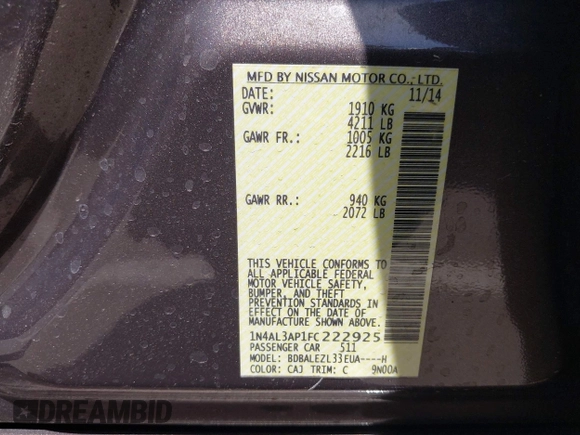 MFD BY NISSAN MOTOR CO., LTD.
DATE: 11/14
GVWR: 1910 KG
4211 LB
GAWR FR.: 1005 KG
2216 LB
GAWR RR.: 940 KG
2072 LB
THIS VEHICLE CONFORMS TO
ALL APPLICABLE FEDERAL
MOTOR VEHICLE SAFETY,
BUMPER, AND THEFT
PREVENTION STANDARDS IN
EFFECT ON THE DATE OF
MANUFACTURE SHOWN ABOVE.
1N4AL3AP1FC222925
PASSENGER CAR 511
MODEL: BDBALEZL33EUA----H
COLOR: CAJ TRIM: C 9N00A
DREAMBID